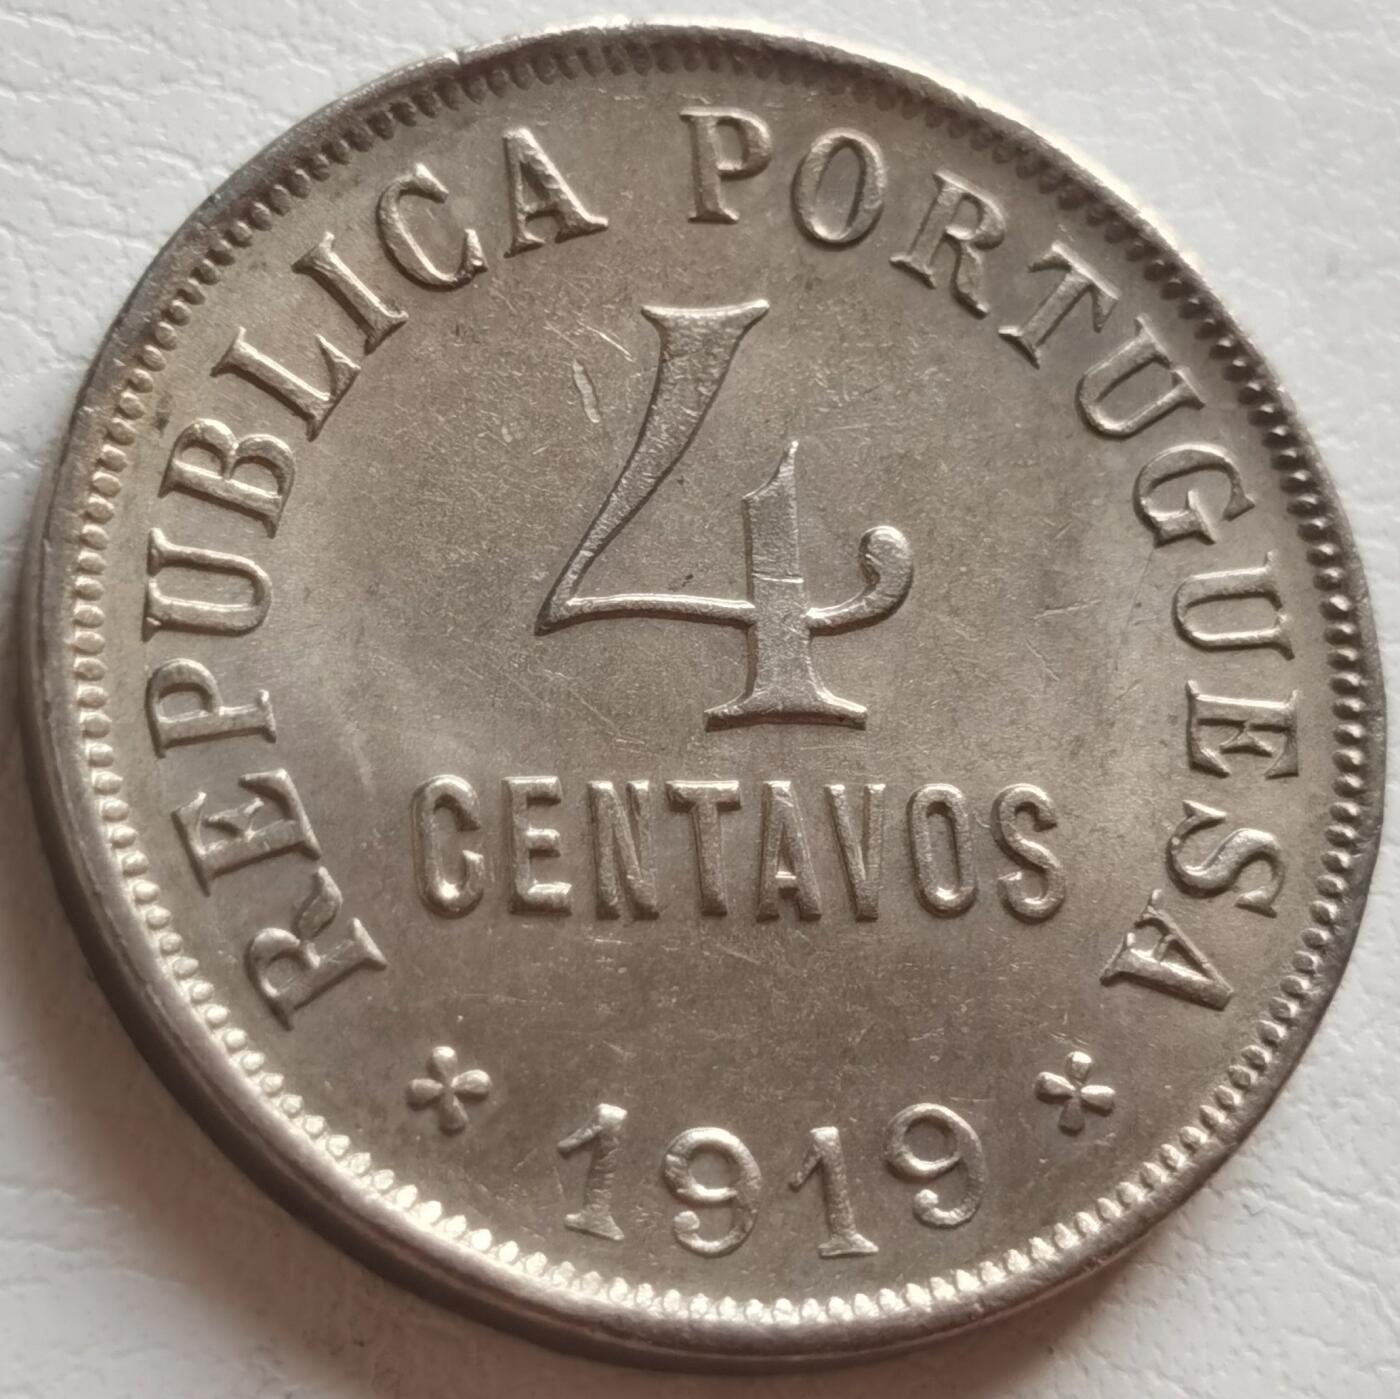 REPUBLICA PORTUGUESA
4
CENTAVOS
1919